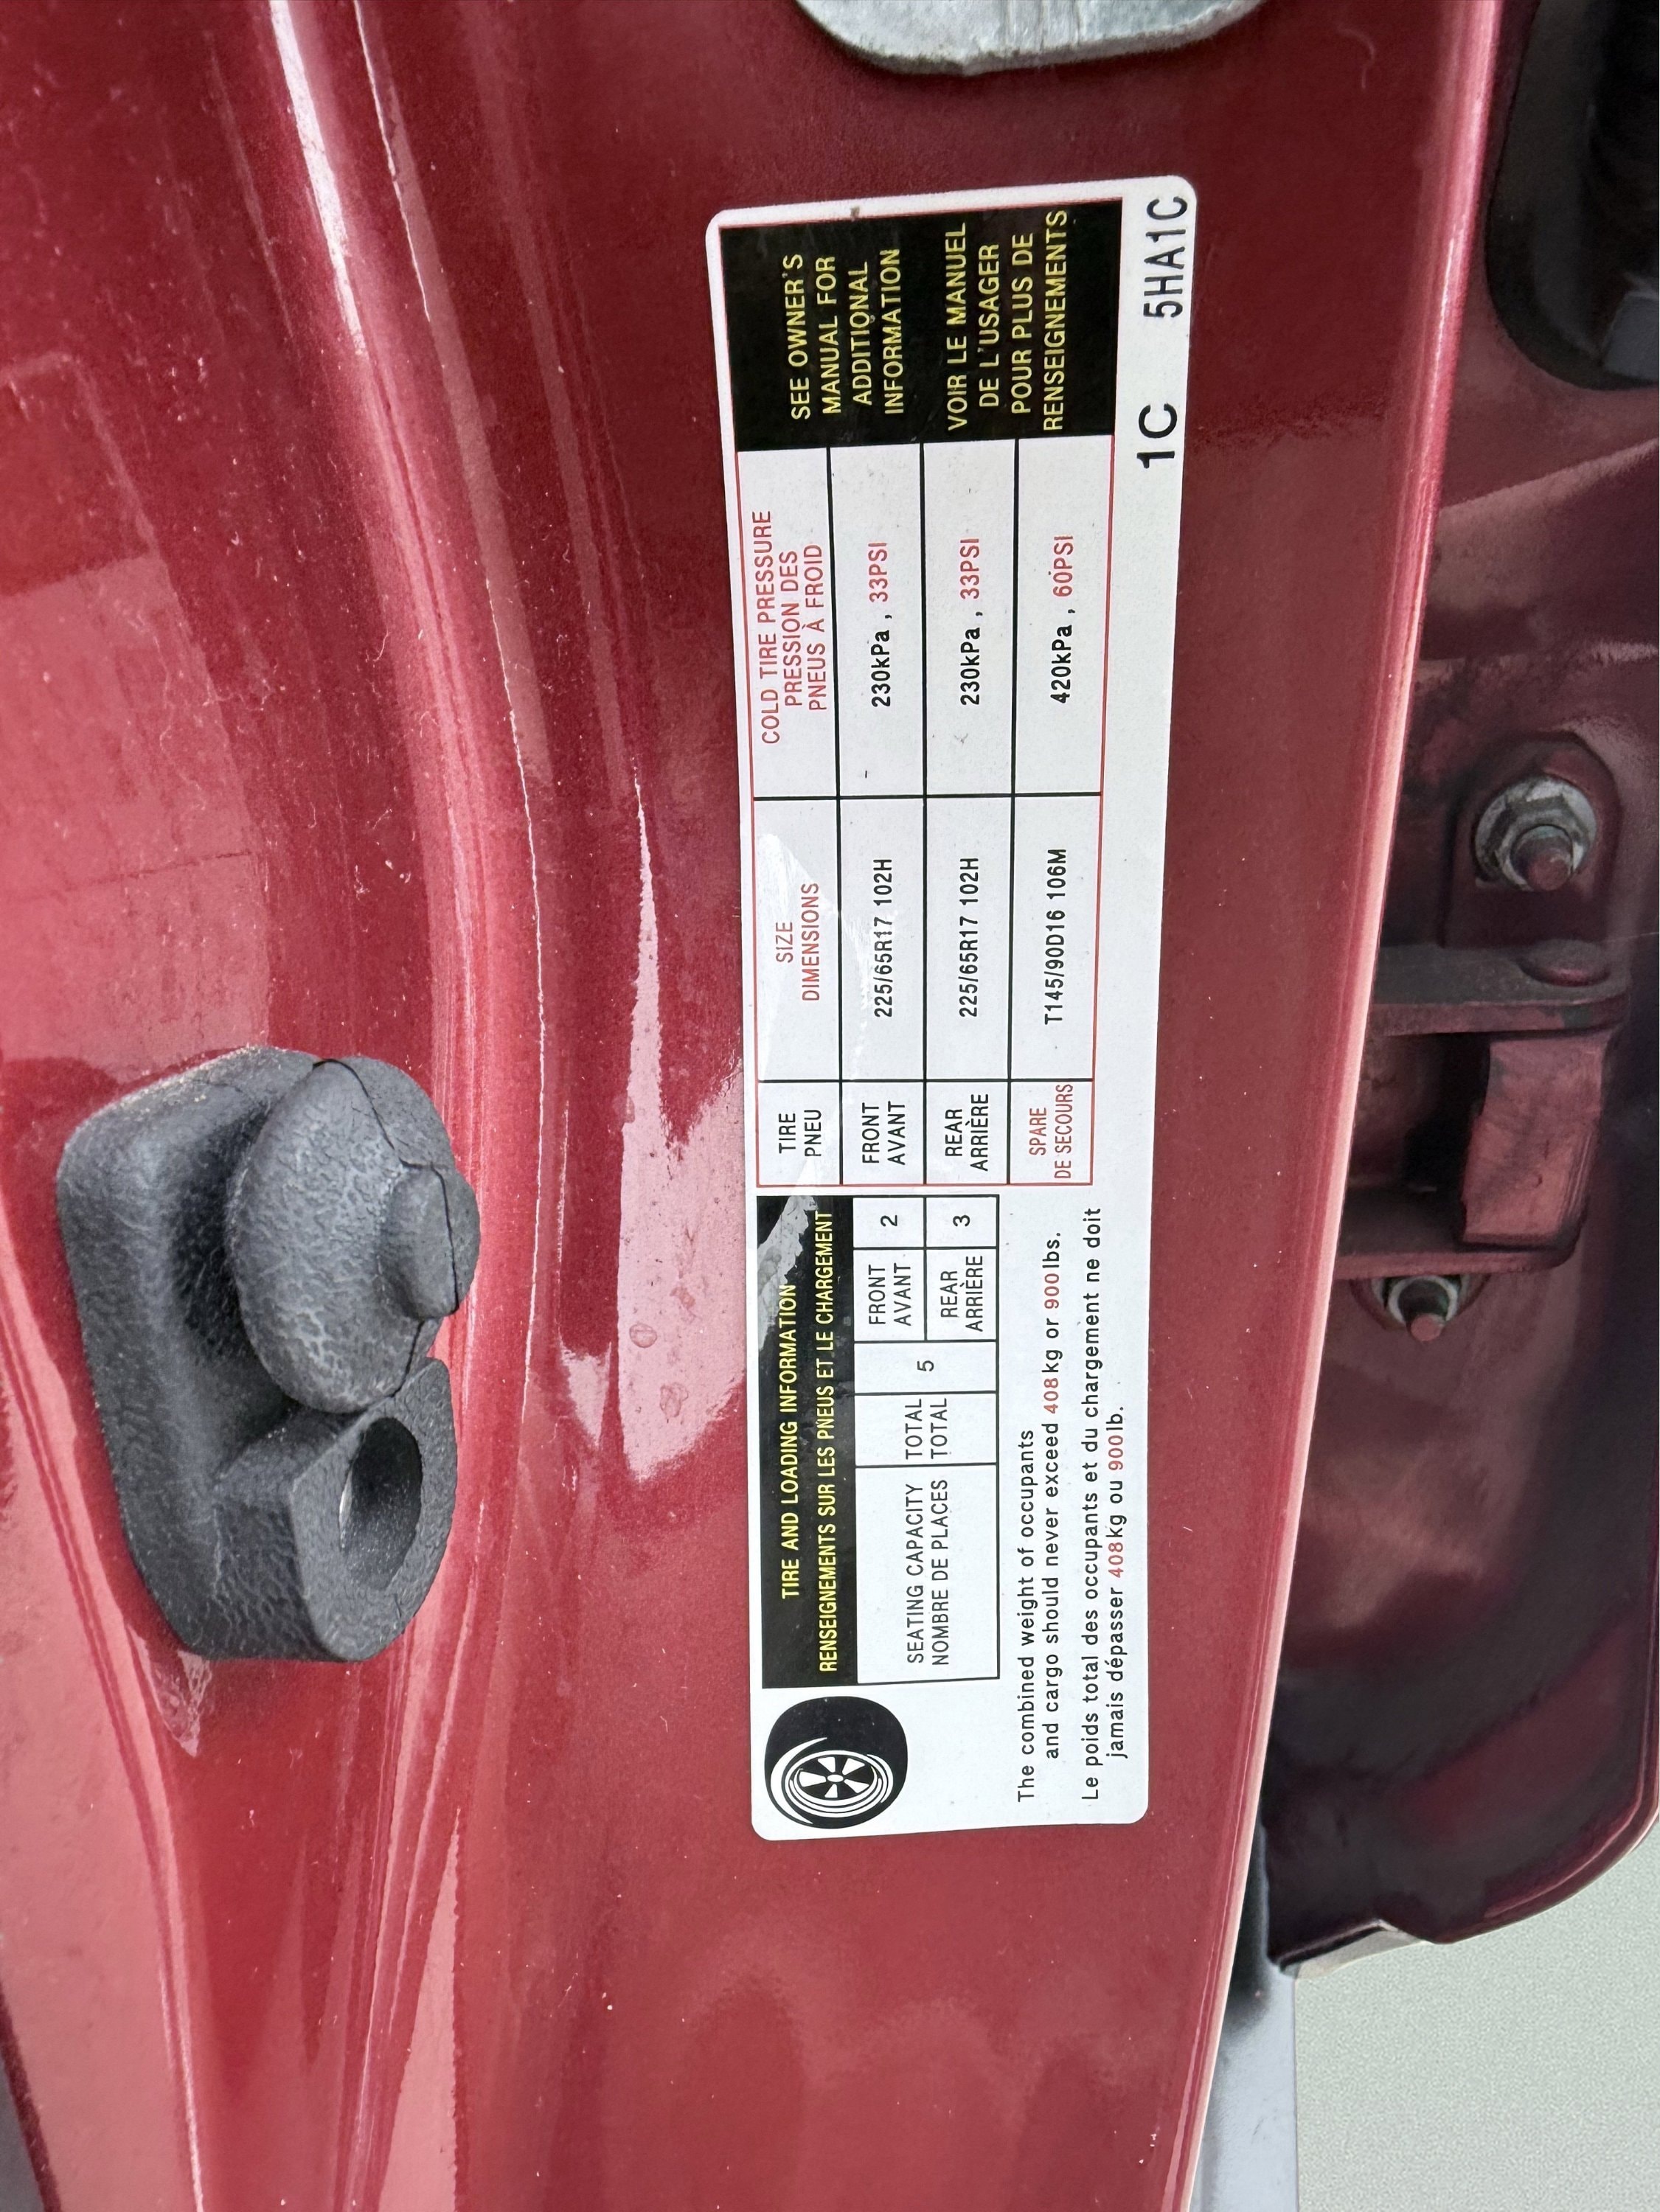 TIRE AND LOADING INFORMATION
RENSEIGNEMENTS SUR LES PNEUS ET LE CHARGEMENT
SEATING CAPACITY
NOMBRE DE PLACES
TOTAL
TOTAL
5
FRONT
AVANT
2
REAR
ARRIÈRE
3
The combined weight of occupants
and cargo should never exceed 408kg or 900lbs.
Le poids total des occupants et du chargement ne doit
jamais dépasser 408kg ou 900lb.
TIRE
PNEU
SIZE
DIMENSIONS
COLD TIRE PRESSURE
PRESSION DES
PNEUS À FROID
FRONT
AVANT
225/65R17 102H
230kPa , 33PSI
REAR
ARRIÈRE
225/65R17 102H
230kPa , 33PSI
SPARE
DE SECOURS
T145/90D16 106M
420kPa , 60PSI
SEE OWNER'S
MANUAL FOR
ADDITIONAL
INFORMATION
VOIR LE MANUEL
DE L'USAGER
POUR PLUS DE
RENSEIGNEMENTS
1C 5HA1C